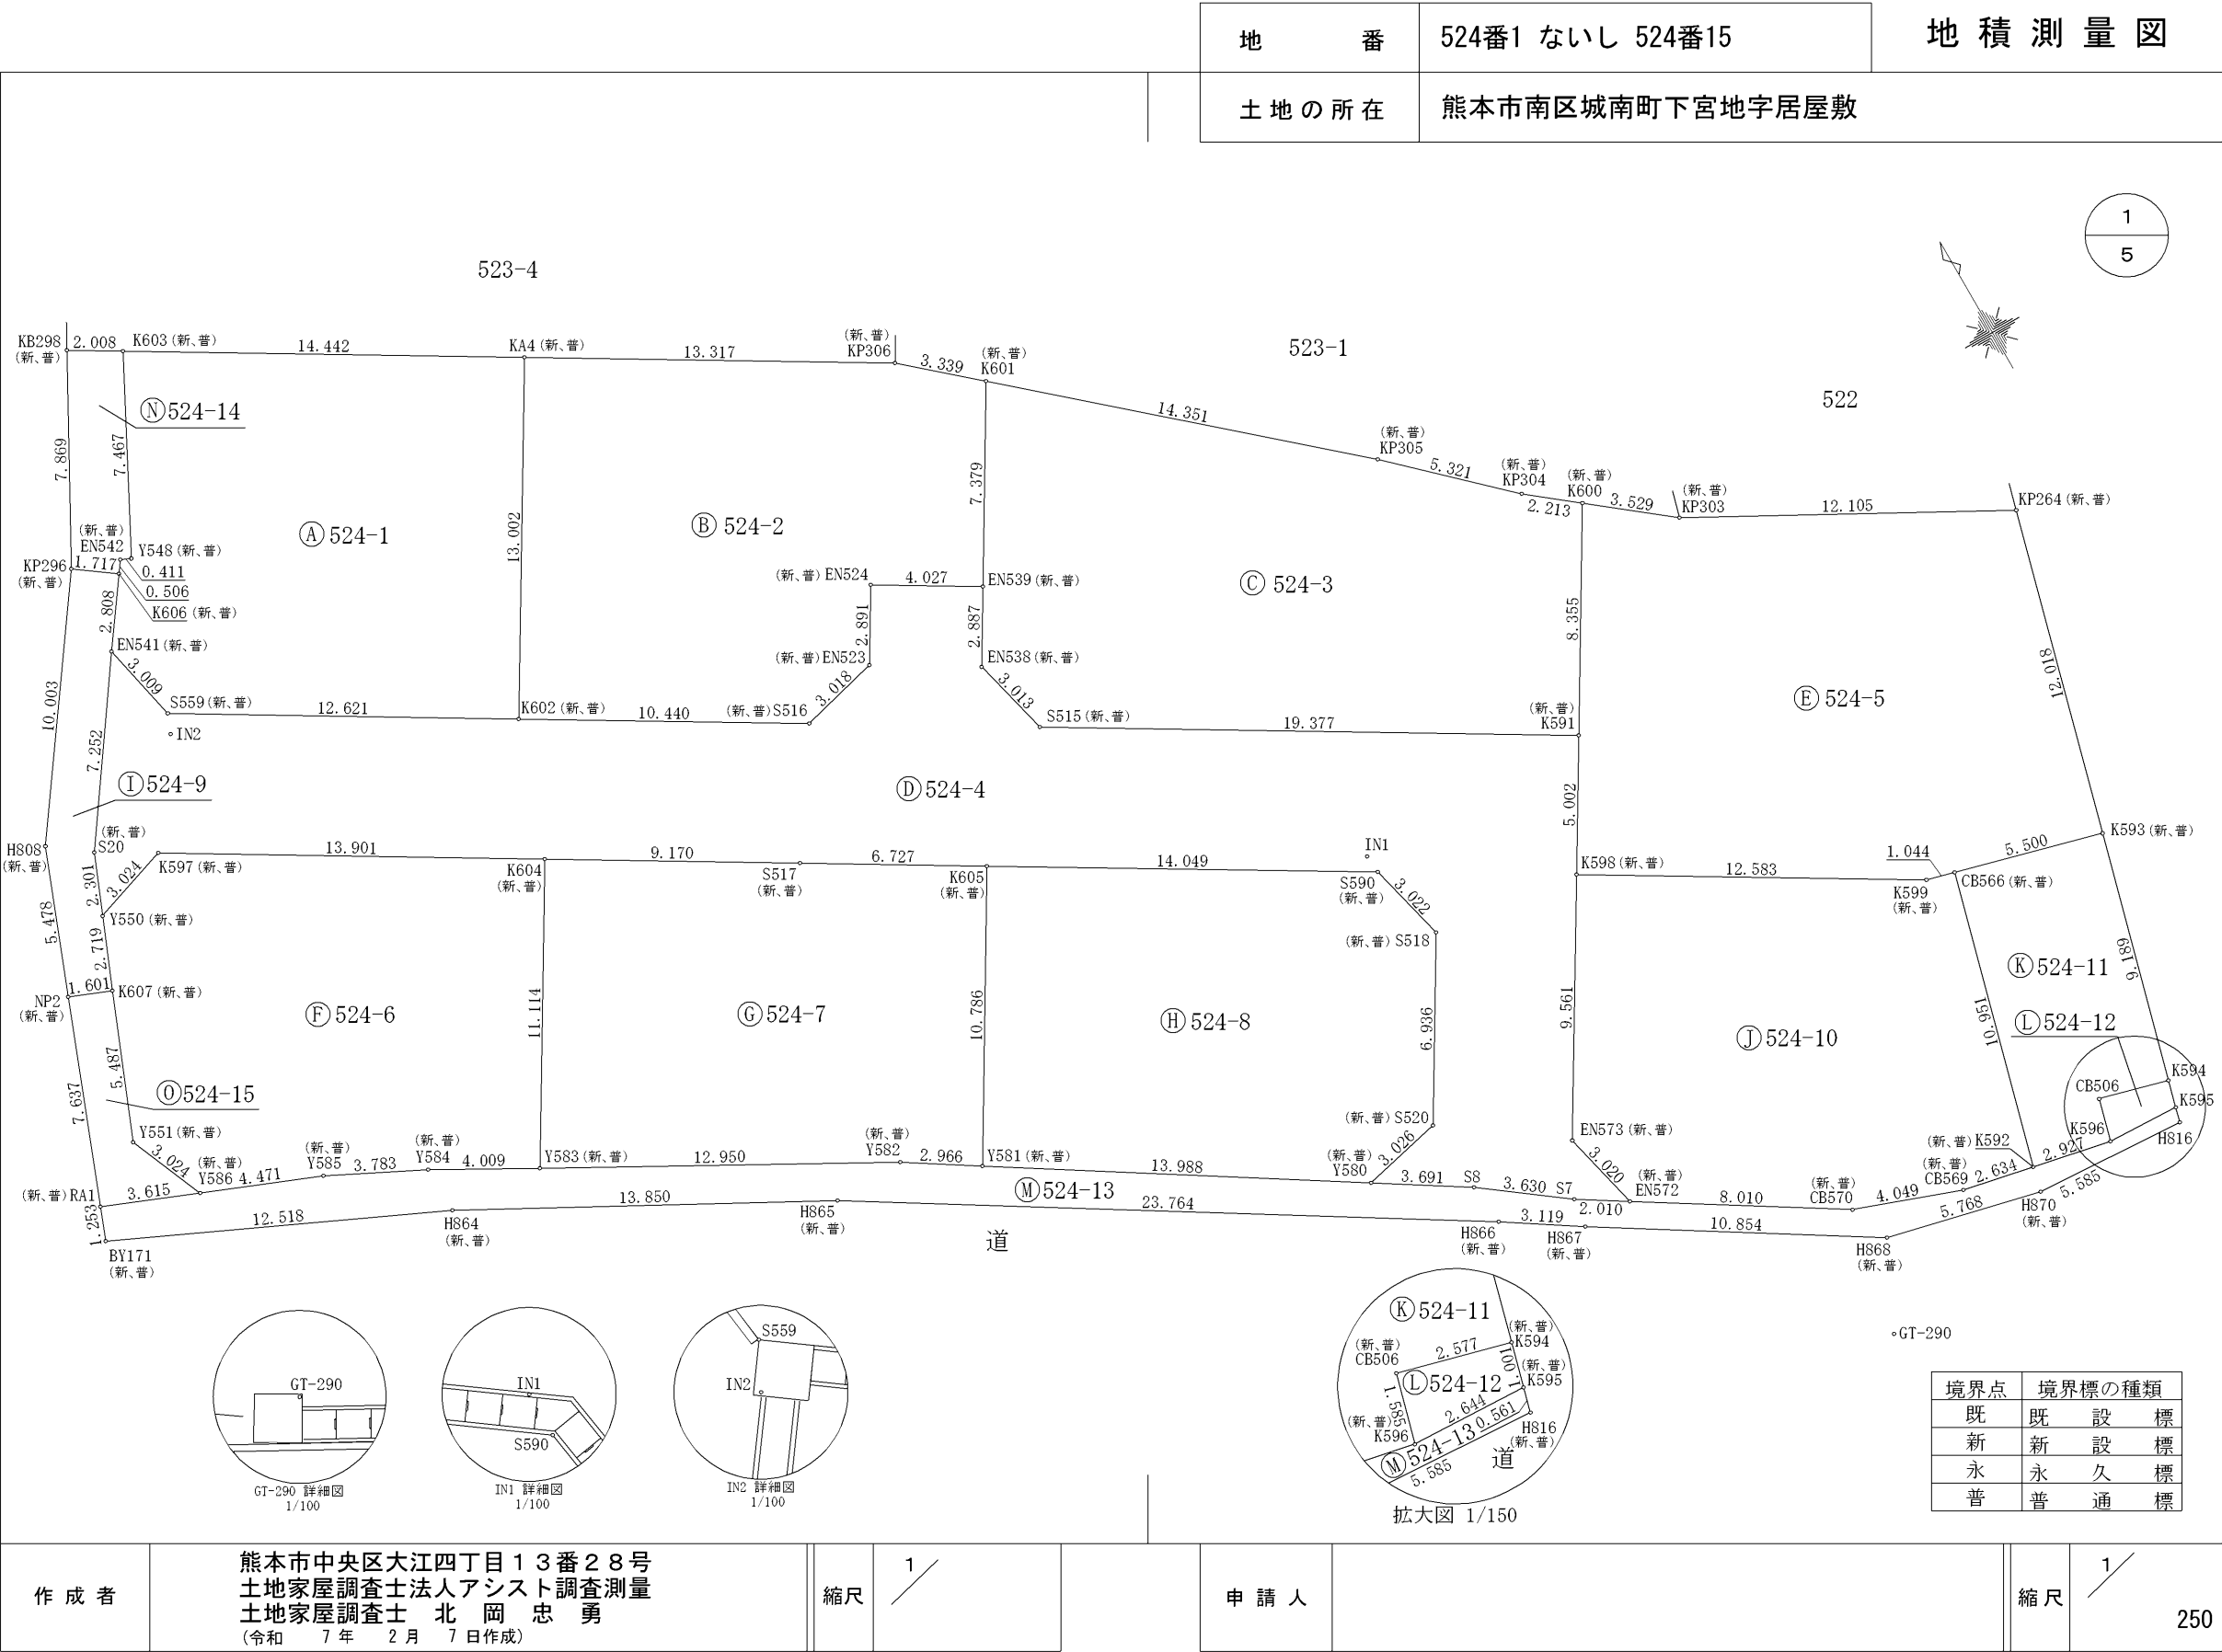 地番 524番1 ないし 524番15
地積測量図
土地の所在 熊本市南区城南町下宮地字居屋敷
1
5
523-4
523-1
522
KB298
(新、普)
2.008
K603(新、普)
14.442
KA4(新、普)
13.317
(新、普)
KP306
3.339
(新、普)
K601
14.351
(新、普)
KP305
5.321
(新、普)
KP304
2.213
(新、普)
K600
3.529
(新、普)
KP303
12.105
KP264(新、普)
Ⓝ524-14
7.869
7.467
Ⓐ524-1
13.002
Ⓑ524-2
7.379
Ⓒ524-3
8.355
Ⓔ524-5
12.018
(新、普)
EN542
Y548(新、普)
KP296
(新、普)
1.717
0.411
0.506
K606(新、普)
2.808
EN541(新、普)
3.009
S559(新、普)
IN2
12.621
K602(新、普)
10.440
(新、普)S516
3.018
(新、普)EN523
2.891
(新、普)EN524
4.027
EN539(新、普)
2.887
EN538(新、普)
3.013
S515(新、普)
19.377
(新、普)
K591
10.003
7.252
Ⓘ524-9
Ⓓ524-4
5.002
H808
(新、普)
(新、普)
S20
2.301
3.024
K597(新、普)
13.901
K604
(新、普)
9.170
S517
(新、普)
6.727
K605
(新、普)
14.049
IN1
S590
(新、普)
3.022
(新、普)S518
K598(新、普)
12.583
1.044
K599
(新、普)
CB566(新、普)
5.500
K593(新、普)
5.478
Y550(新、普)
2.719
1.601
NP2
(新、普)
K607(新、普)
Ⓕ524-6
11.114
Ⓖ524-7
10.786
Ⓗ524-8
6.936
9.561
Ⓙ524-10
10.951
Ⓚ524-11
9.189
Ⓛ524-12
7.637
5.487
Ⓞ524-15
Y551(新、普)
3.024
(新、普)
Y586
(新、普)RA1
3.615
4.471
(新、普)
Y585
3.783
(新、普)
Y584
4.009
Y583(新、普)
12.950
(新、普)
Y582
2.966
Y581(新、普)
13.988
(新、普)
Y580
3.026
(新、普)S520
3.691
S8
3.630
S7
2.010
EN573(新、普)
3.020
(新、普)
EN572
8.010
(新、普)
CB570
4.049
(新、普)
CB569
2.634
(新、普)K592
2.927
CB506
K594
K595
K596
H816
1.253
BY171
(新、普)
12.518
H864
(新、普)
13.850
H865
(新、普)
Ⓜ524-13
道
23.764
H866
(新、普)
3.119
H867
(新、普)
10.854
H868
(新、普)
5.768
H870
(新、普)
5.585
GT-290
GT-290 詳細図
1/100
IN1
S590
IN1 詳細図
1/100
S559
IN2
IN2 詳細図
1/100
Ⓚ524-11
(新、普)
CB506
2.577
(新、普)
K594
1.001
(新、普)
K595
Ⓛ524-12
1.585
2.644
0.561
(新、普)
K596
H816
(新、普)
Ⓜ524-13
5.585
道
拡大図 1/150
GT-290
境界点 境界標の種類
既 既設標
新 新設標
永 永久標
普 普通標
作成者
熊本市中央区大江四丁目13番28号
土地家屋調査士法人アシスト調査測量
土地家屋調査士 北岡忠勇
(令和 7年 2月 7日作成)
縮尺 1/
申請人
縮尺 1/250